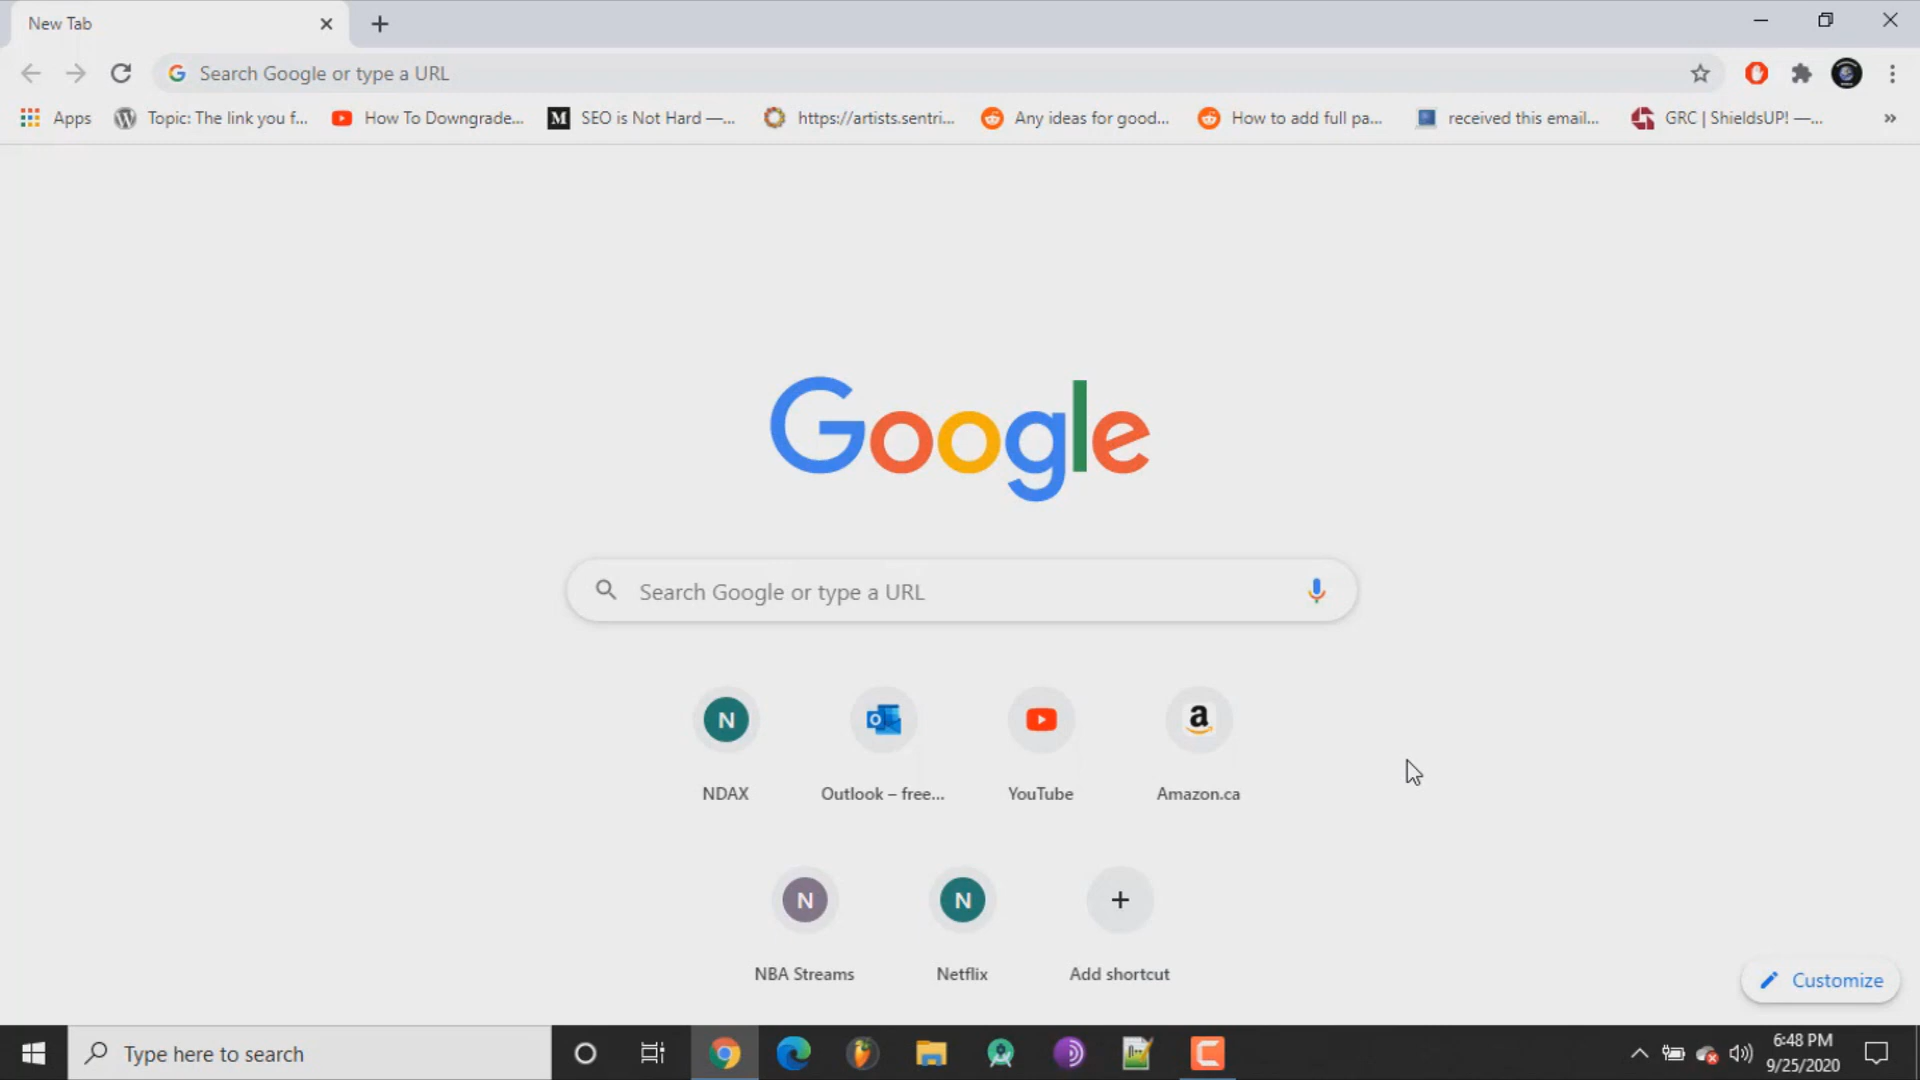 New Tab
Search Google or type a URL
Apps
Topic: The link you f...
How To Downgrade...
M
SEO is Not Hard —...
https://artists.sentri...
Any ideas for good...
How to add full pa...
received this email...
GRC | ShieldsUP! —...
»
Google
Search Google or type a URL
N
a
NDAX
Outlook – free...
YouTube
Amazon.ca
N
N
NBA Streams
Netflix
Add shortcut
Customize
Type here to search
6:48 PM
9/25/2020